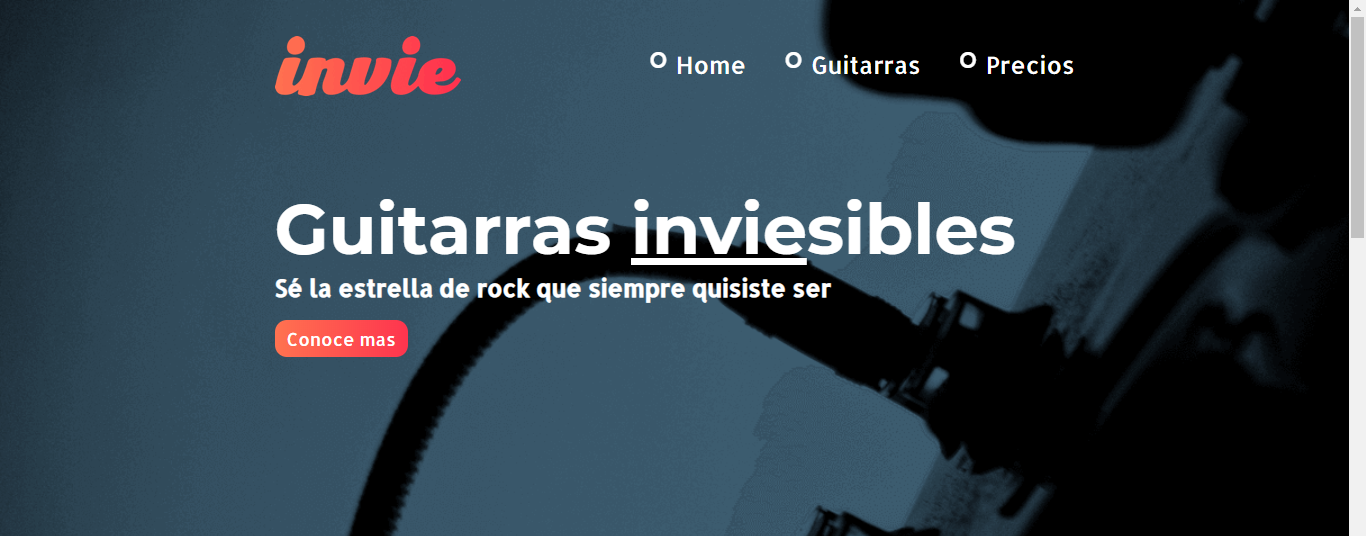 invie
Home Guitarras Precios
Guitarras inviesibles
Sé la estrella de rock que siempre quisiste ser
Conoce mas